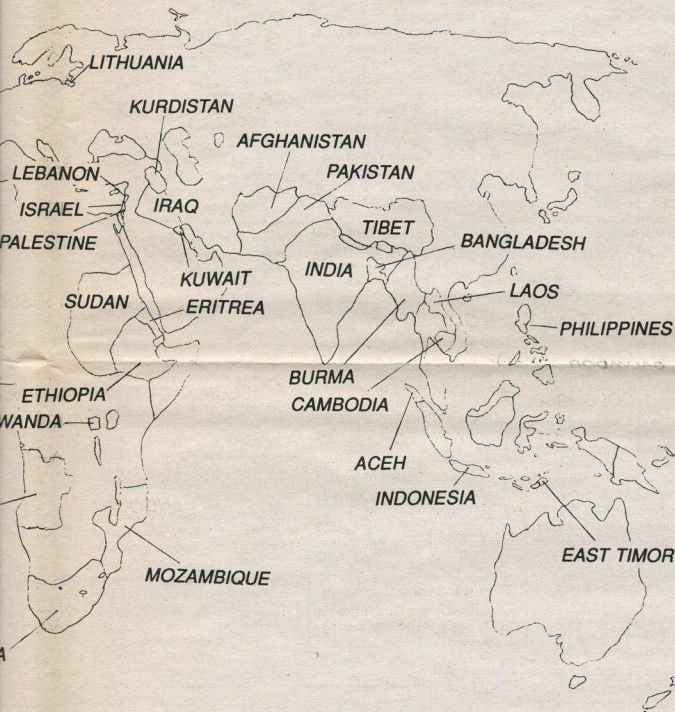 LITHUANIA
KURDISTAN
AFGHANISTAN
LEBANON
PAKISTAN
ISRAEL
IRAQ
TIBET
PALESTINE
BANGLADESH
INDIA
KUWAIT
LAOS
SUDAN
ERITREA
PHILIPPINES
BURMA
ETHIOPIA
CAMBODIA
WANDA
ACEH
INDONESIA
EAST TIMOR
MOZAMBIQUE
A